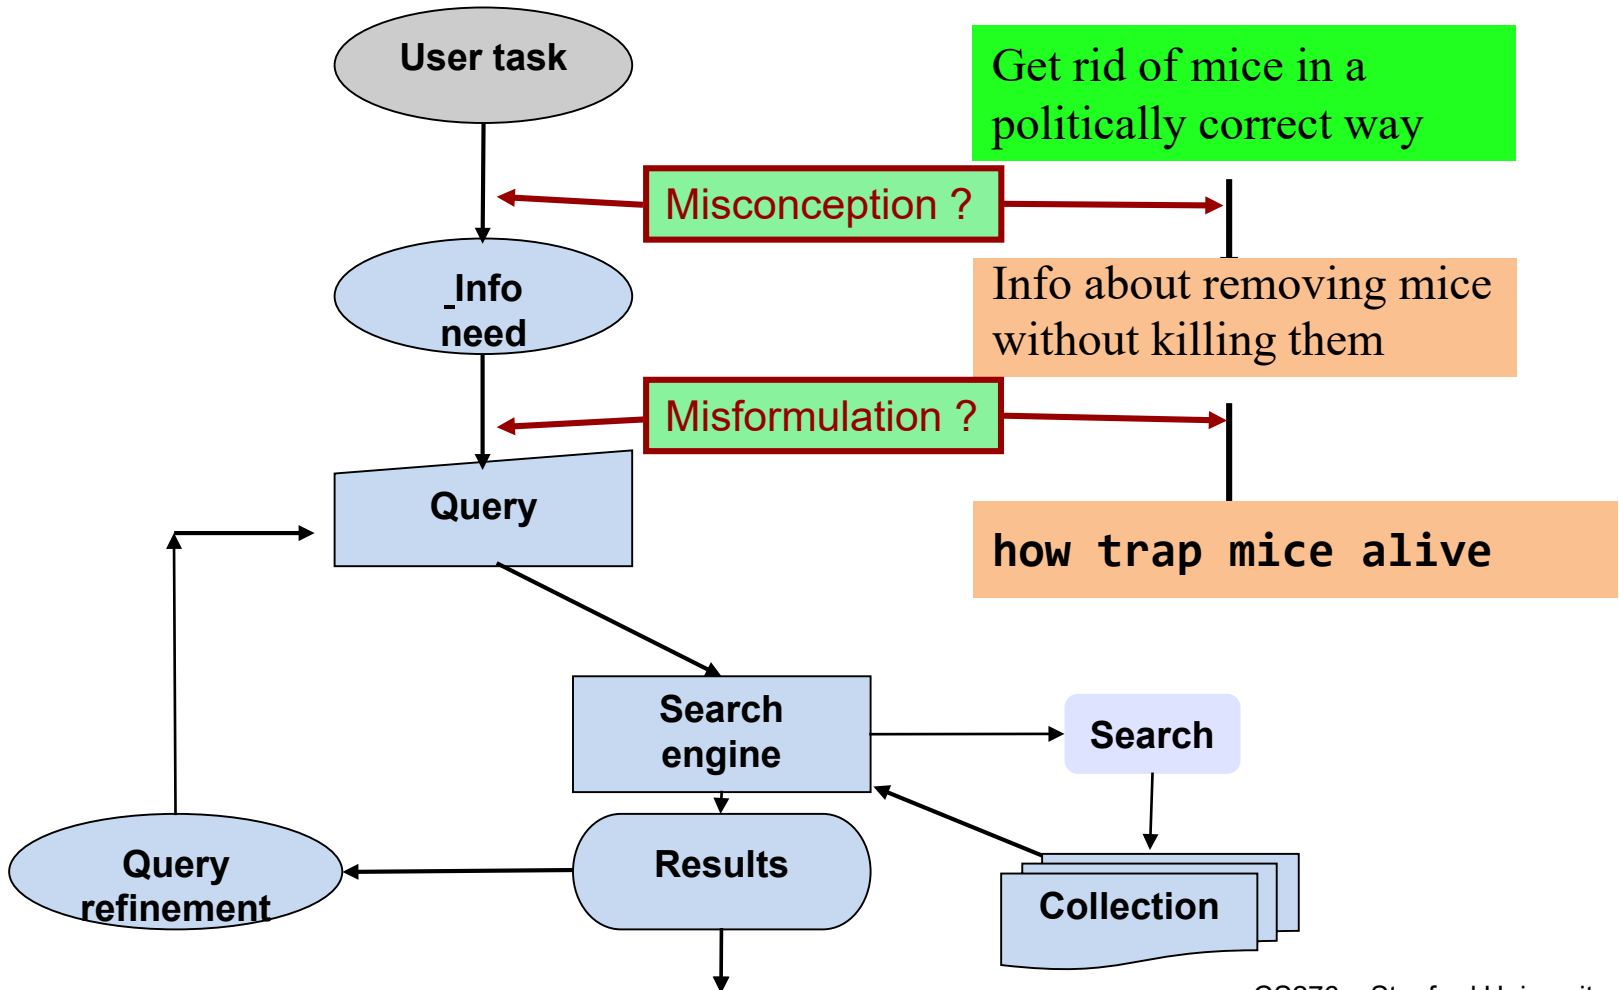 User task
Get rid of mice in a
politically correct way
Misconception ?
Info
need
Info about removing mice
without killing them
Misformulation ?
Query
how trap mice alive
Search
engine
Search
Query
refinement
Results
Collection